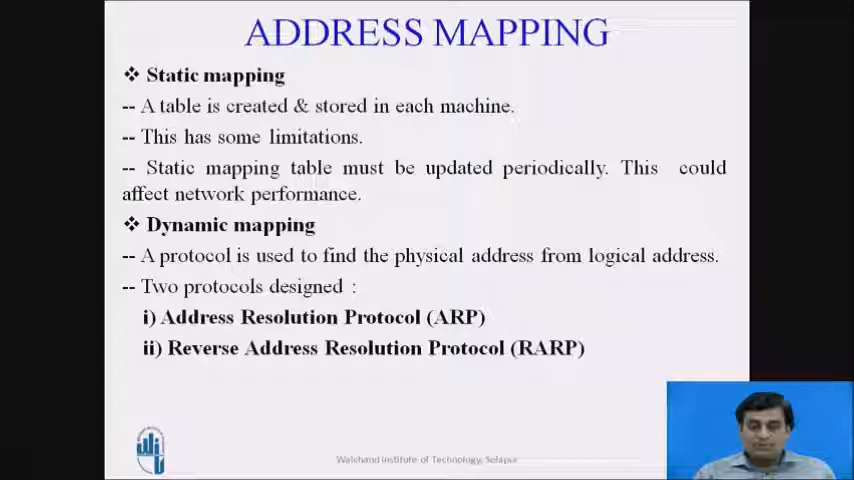 ADDRESS MAPPING
❖ Static mapping
-- A table is created & stored in each machine.
-- This has some limitations.
-- Static mapping table must be updated periodically. This could
affect network performance.
❖ Dynamic mapping
-- A protocol is used to find the physical address from logical address.
-- Two protocols designed :
i) Address Resolution Protocol (ARP)
ii) Reverse Address Resolution Protocol (RARP)
Walchand Institute of Technology, Solapur